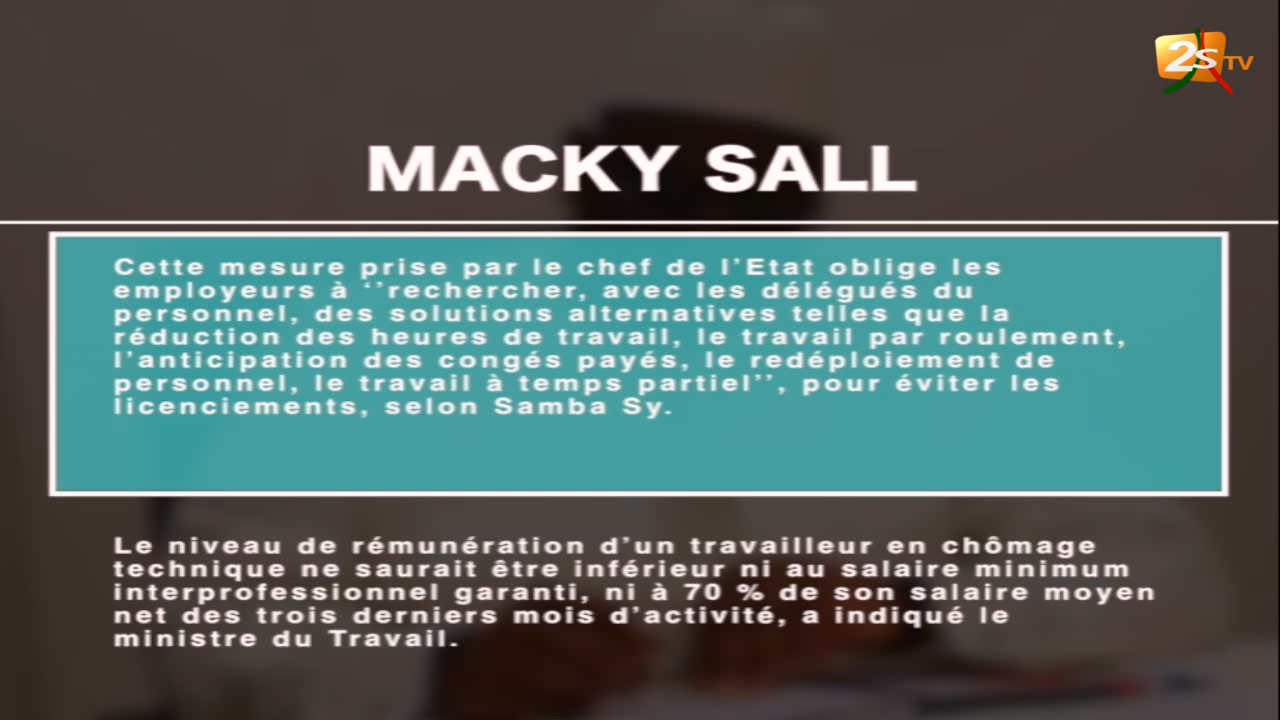 2s TV
MACKY SALL
Cette mesure prise par le chef de l’Etat oblige les
employeurs à ‘’rechercher, avec les délégués du
personnel, des solutions alternatives telles que la
réduction des heures de travail, le travail par roulement,
l’anticipation des congés payés, le redéploiement de
personnel, le travail à temps partiel’’, pour éviter les
licenciements, selon Samba Sy.
Le niveau de rémunération d’un travailleur en chômage
technique ne saurait être inférieur ni au salaire minimum
interprofessionnel garanti, ni à 70 % de son salaire moyen
net des trois derniers mois d’activité, a indiqué le
ministre du Travail.